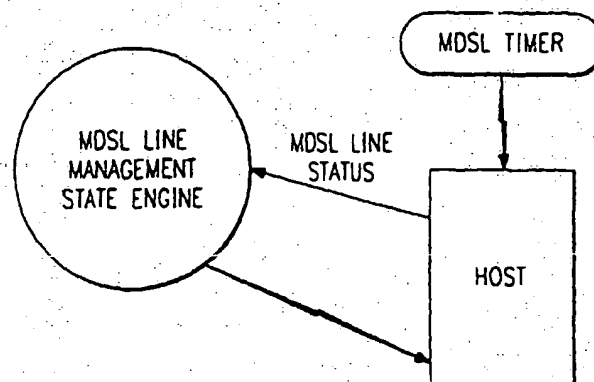 MDSL TIMER
MDSL LINE
MANAGEMENT
STATE ENGINE
MDSL LINE
STATUS
HOST